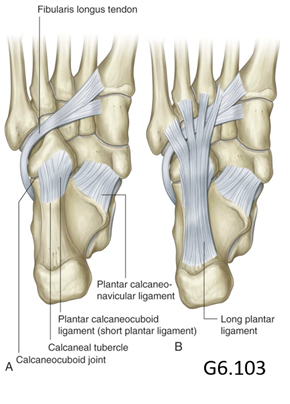 Fibularis longus tendon
Plantar calcaneo-
navicular ligament
Plantar calcaneocuboid
ligament (short plantar ligament)
Long plantar
ligament
Calcaneal tubercle
A
Calcaneocuboid joint
B
G6.103